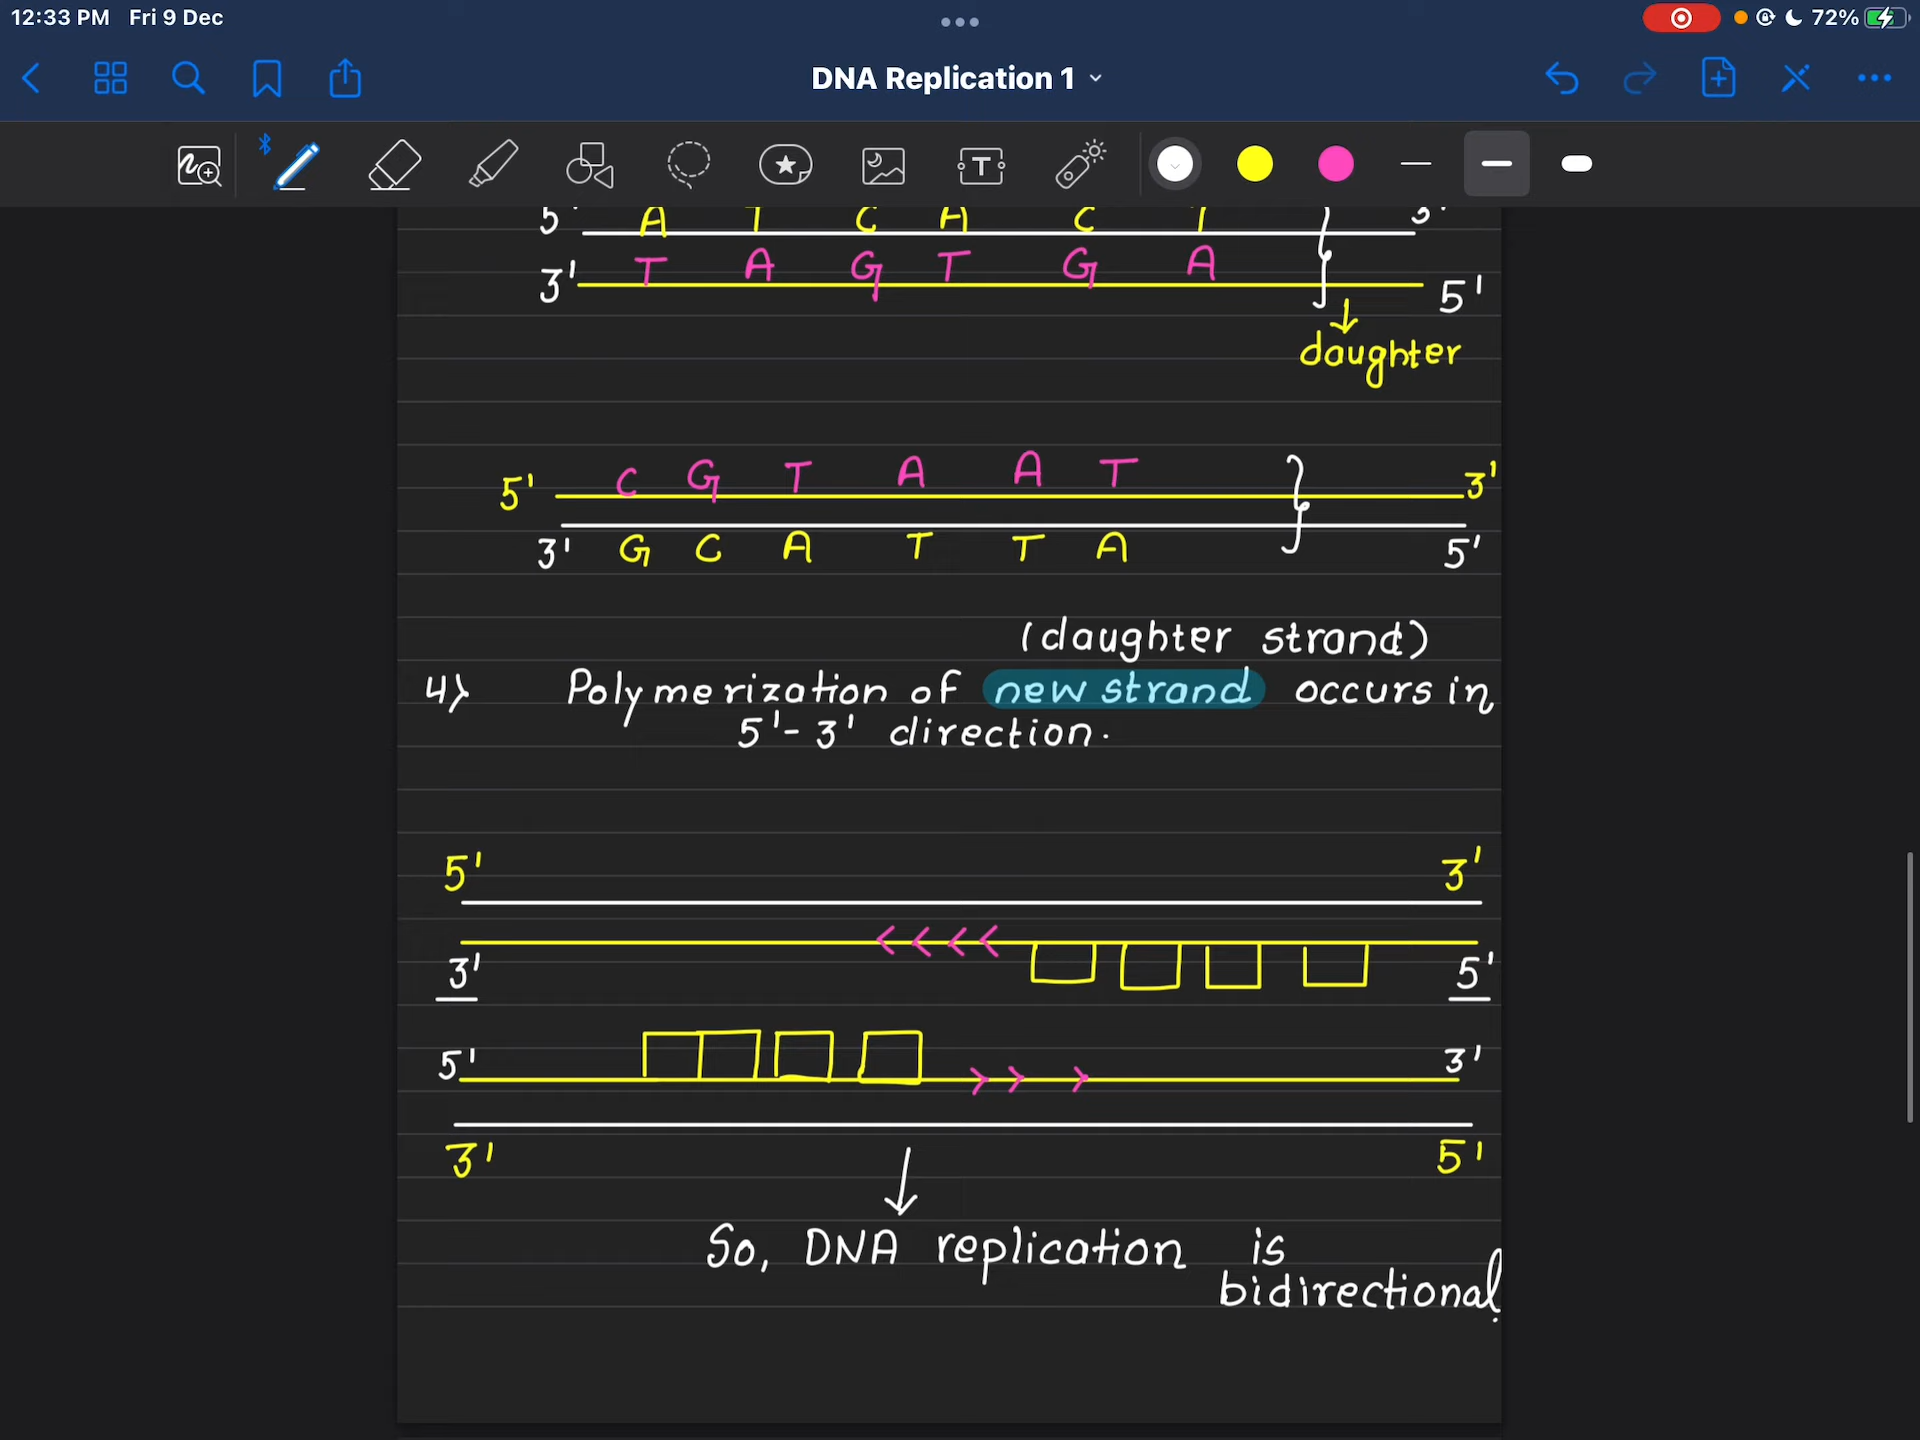 12:33 PM Fri 9 Dec 72%
DNA Replication 1
T
5' A T C A C T 3'
3' T A G T G A 5'
daughter
5' C G T A A T 3'
3' G C A T T A 5'
(daughter strand)
4) Polymerization of new strand occurs in
5'- 3' direction.
5' 3'
3' 5'
5' 3'
3' 5'
So, DNA replication is
bidirectional.